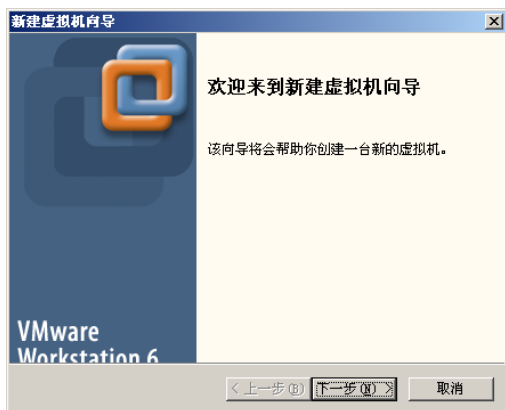 新建虚拟机向导
欢迎来到新建虚拟机向导
该向导将会帮助你创建一台新的虚拟机。
VMware
Workstation 6
< 上一步(B) 下一步(N) > 取消